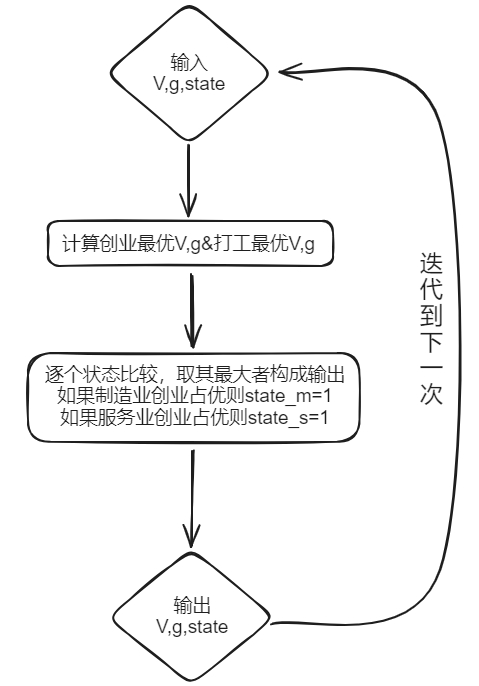 输入
V,g,state
计算创业最优V,g&打工最优V,g
逐个状态比较，取其最大者构成输出
如果制造业创业占优则state_m=1
如果服务业创业占优则state_s=1
输出
V,g,state
迭代到下一次